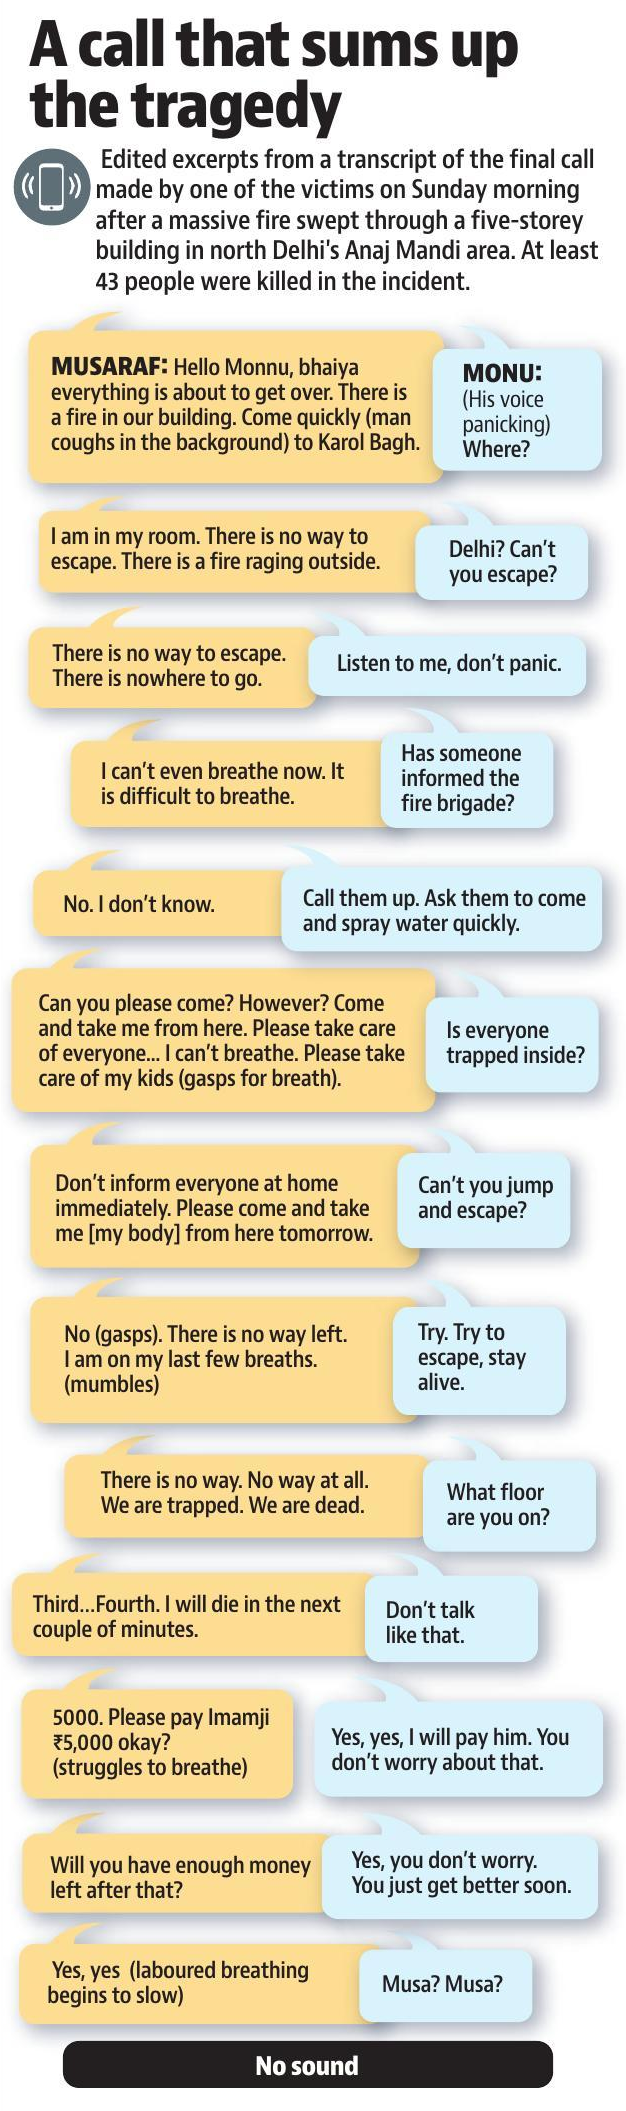 A call that sums up
the tragedy
Edited excerpts from a transcript of the final call
made by one of the victims on Sunday morning
after a massive fire swept through a five-storey
building in north Delhi's Anaj Mandi area. At least
43 people were killed in the incident.
MUSARAF: Hello Monnu, bhaiya
everything is about to get over. There is
a fire in our building. Come quickly (man
coughs in the background) to Karol Bagh.
MONU:
(His voice
panicking)
Where?
I am in my room. There is no way to
escape. There is a fire raging outside.
Delhi? Can't
you escape?
There is no way to escape.
There is nowhere to go.
Listen to me, don't panic.
I can't even breathe now. It
is difficult to breathe.
Has someone
informed the
fire brigade?
No. I don't know.
Call them up. Ask them to come
and spray water quickly.
Can you please come? However? Come
and take me from here. Please take care
of everyone... I can't breathe. Please take
care of my kids (gasps for breath).
Is everyone
trapped inside?
Don't inform everyone at home
immediately. Please come and take
me [my body] from here tomorrow.
Can't you jump
and escape?
No (gasps). There is no way left.
I am on my last few breaths.
(mumbles)
Try. Try to
escape, stay
alive.
There is no way. No way at all.
We are trapped. We are dead.
What floor
are you on?
Third...Fourth. I will die in the next
couple of minutes.
Don't talk
like that.
5000. Please pay Imamji
₹5,000 okay?
(struggles to breathe)
Yes, yes, I will pay him. You
don't worry about that.
Will you have enough money
left after that?
Yes, you don't worry.
You just get better soon.
Yes, yes (laboured breathing
begins to slow)
Musa? Musa?
No sound